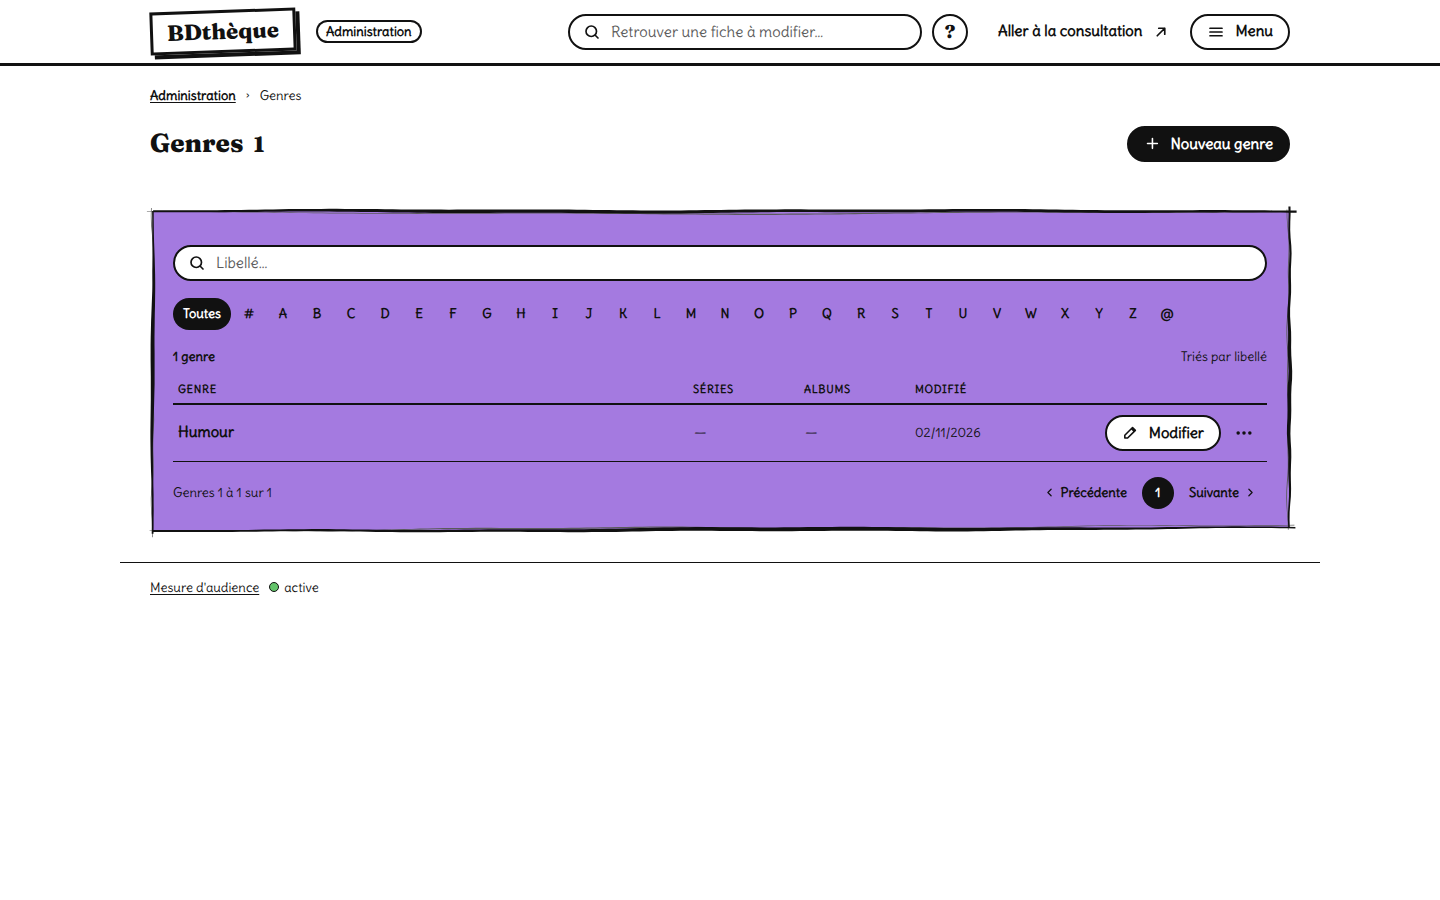 BDthèque
Administration
Retrouver une fiche à modifier...
?
Aller à la consultation
Menu
Administration › Genres
Genres 1
Nouveau genre
Libellé...
Toutes # A B C D E F G H I J K L M N O P Q R S T U V W X Y Z @
1 genre
Triés par libellé
GENRE SÉRIES ALBUMS MODIFIÉ
Humour — — 02/11/2026 Modifier ...
Genres 1 à 1 sur 1
Précédente 1 Suivante
Mesure d'audience active